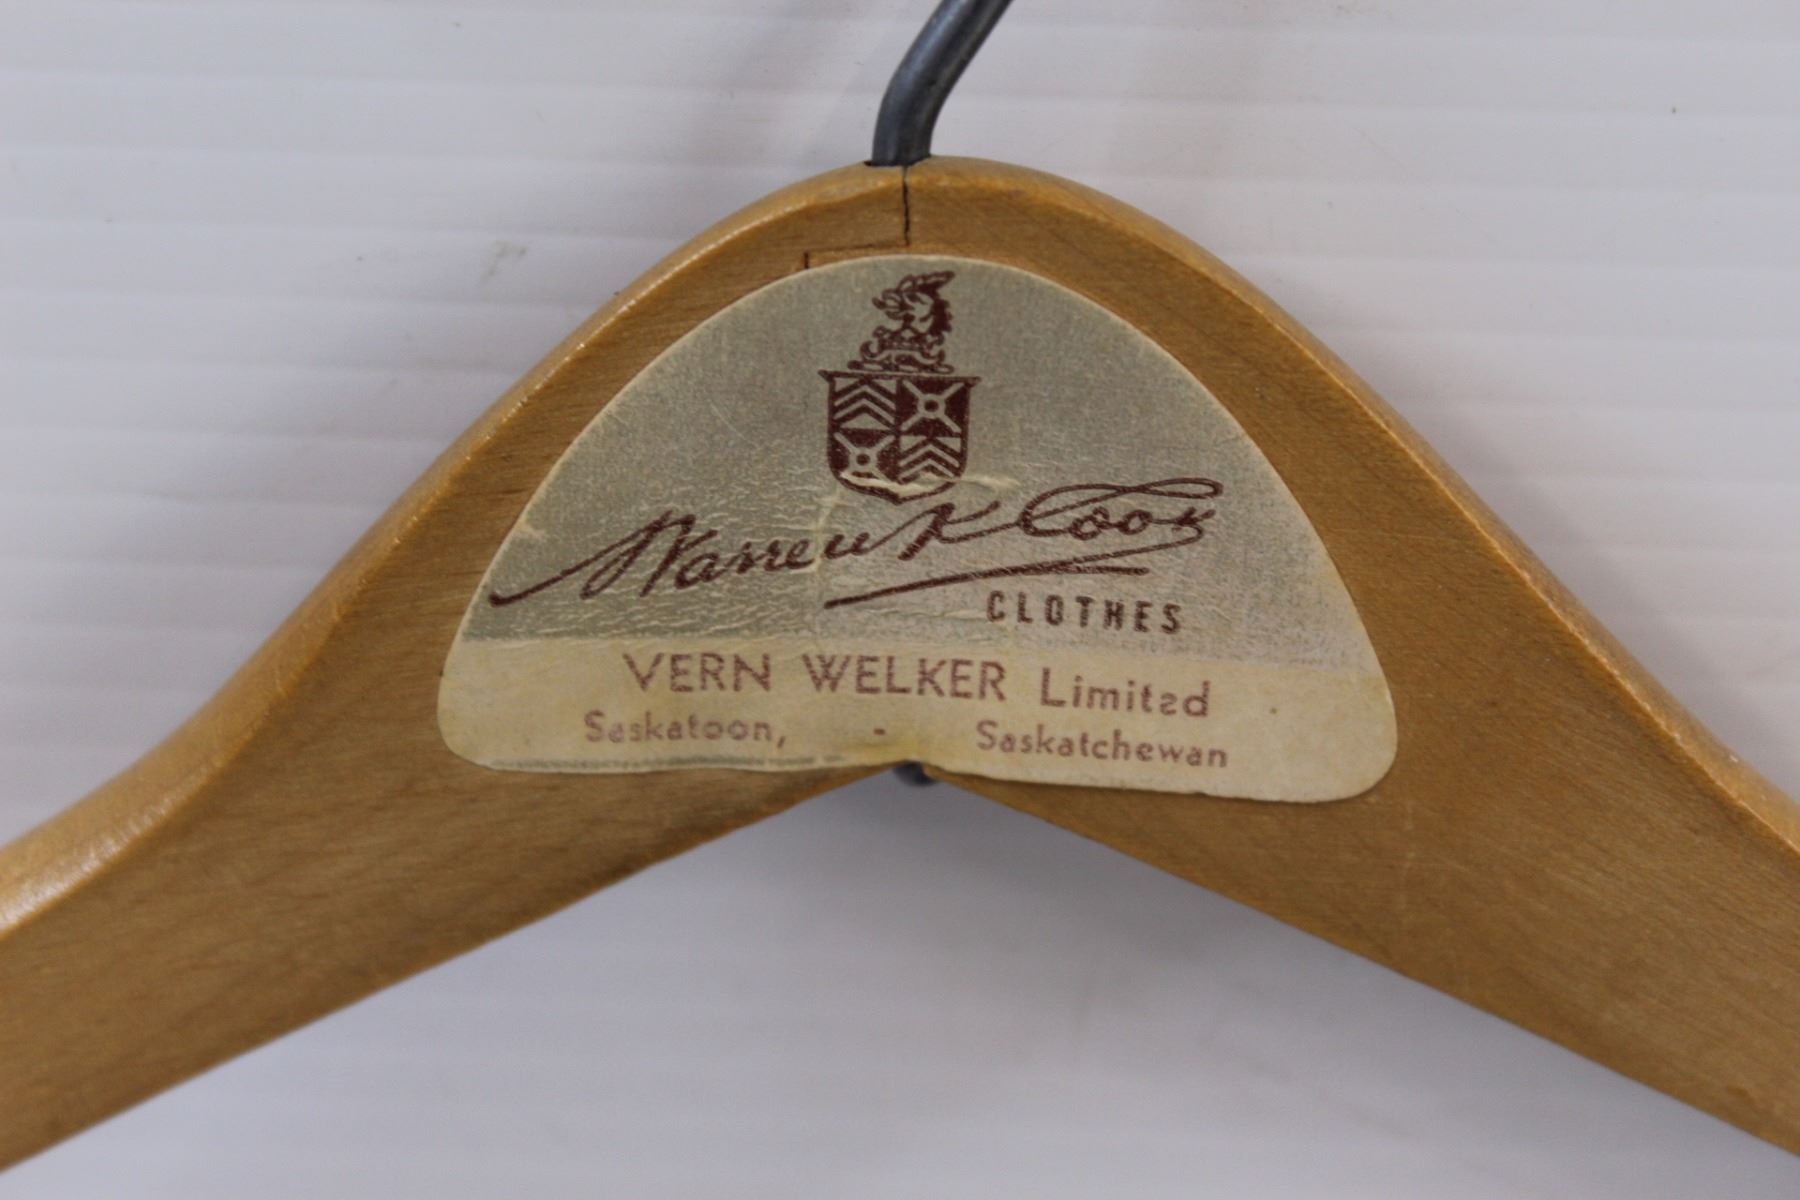 Warren K Cook
CLOTHES
VERN WELKER Limited
Saskatoon, - Saskatchewan